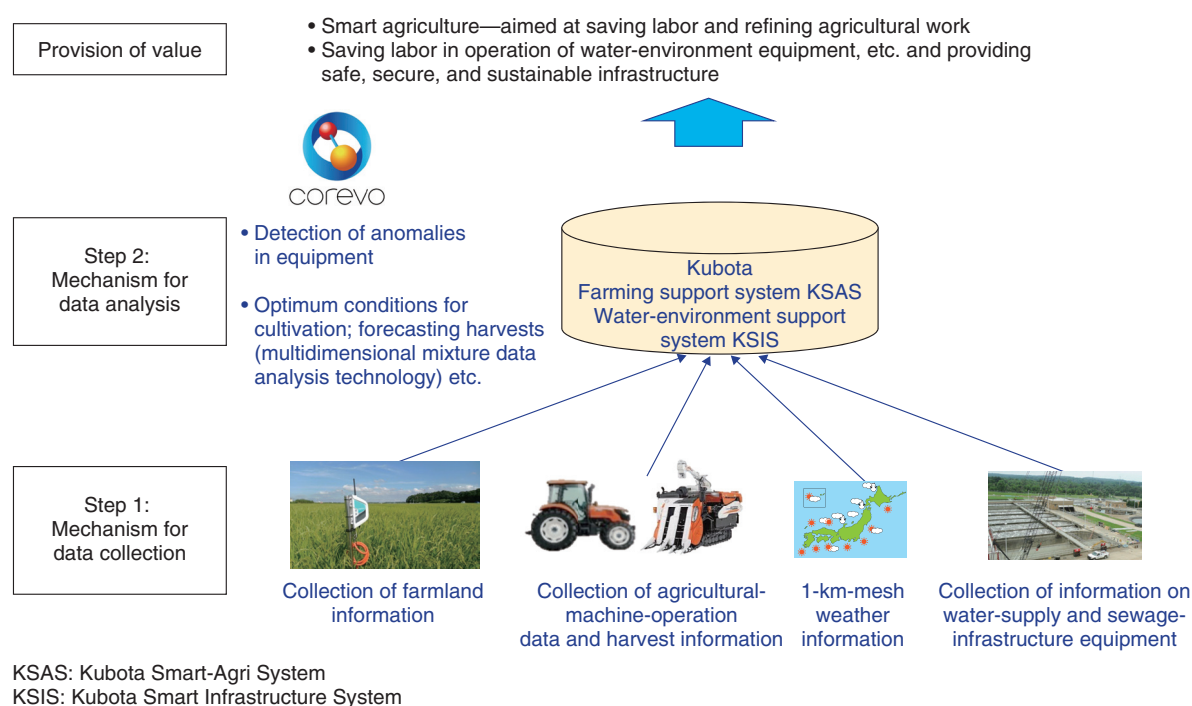 Provision of value
• Smart agriculture—aimed at saving labor and refining agricultural work
• Saving labor in operation of water-environment equipment, etc. and providing
safe, secure, and sustainable infrastructure
corevo
Step 2:
Mechanism for
data analysis
• Detection of anomalies
in equipment
• Optimum conditions for
cultivation; forecasting harvests
(multidimensional mixture data
analysis technology) etc.
Kubota
Farming support system KSAS
Water-environment support
system KSIS
Step 1:
Mechanism for
data collection
Collection of farmland
information
Collection of agricultural-
machine-operation
data and harvest information
1-km-mesh
weather
information
Collection of information on
water-supply and sewage-
infrastructure equipment
KSAS: Kubota Smart-Agri System
KSIS: Kubota Smart Infrastructure System